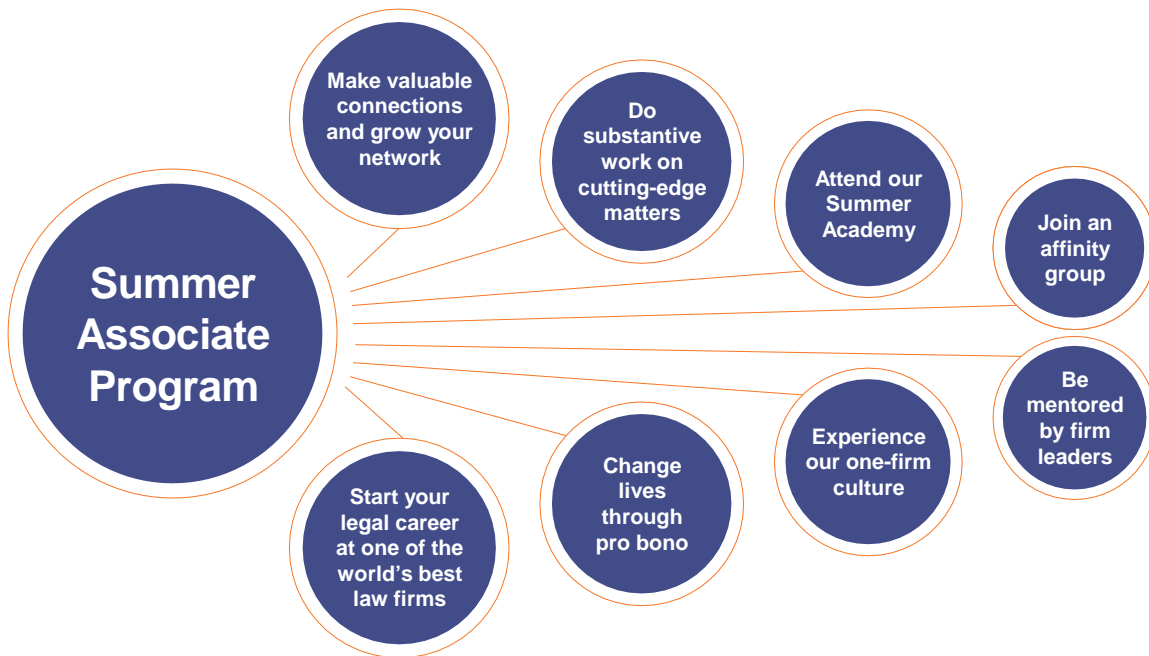 Make valuable
connections
and grow your
network
Do
substantive
work on
cutting-edge
matters
Attend our
Summer
Academy
Join an
affinity
group
Summer
Associate
Program
Be
mentored
by firm
leaders
Experience
our one-firm
culture
Change
lives
through
pro bono
Start your
legal career
at one of the
world's best
law firms